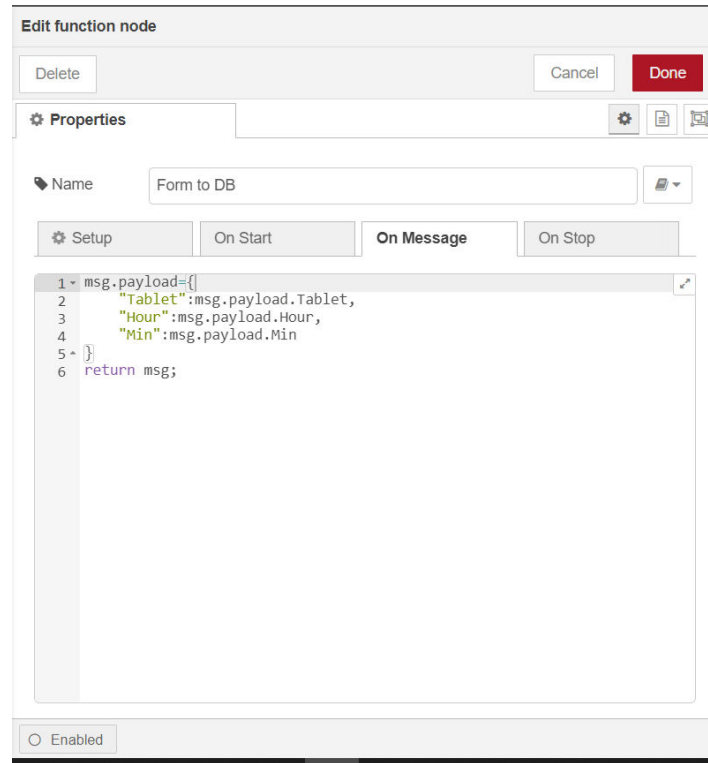 Edit function node
Delete
Cancel
Done
Properties
Name
Form to DB
Setup
On Start
On Message
On Stop
1 msg.payload={
2 "Tablet":msg.payload.Tablet,
3 "Hour":msg.payload.Hour,
4 "Min":msg.payload.Min
5 }
6 return msg;
Enabled